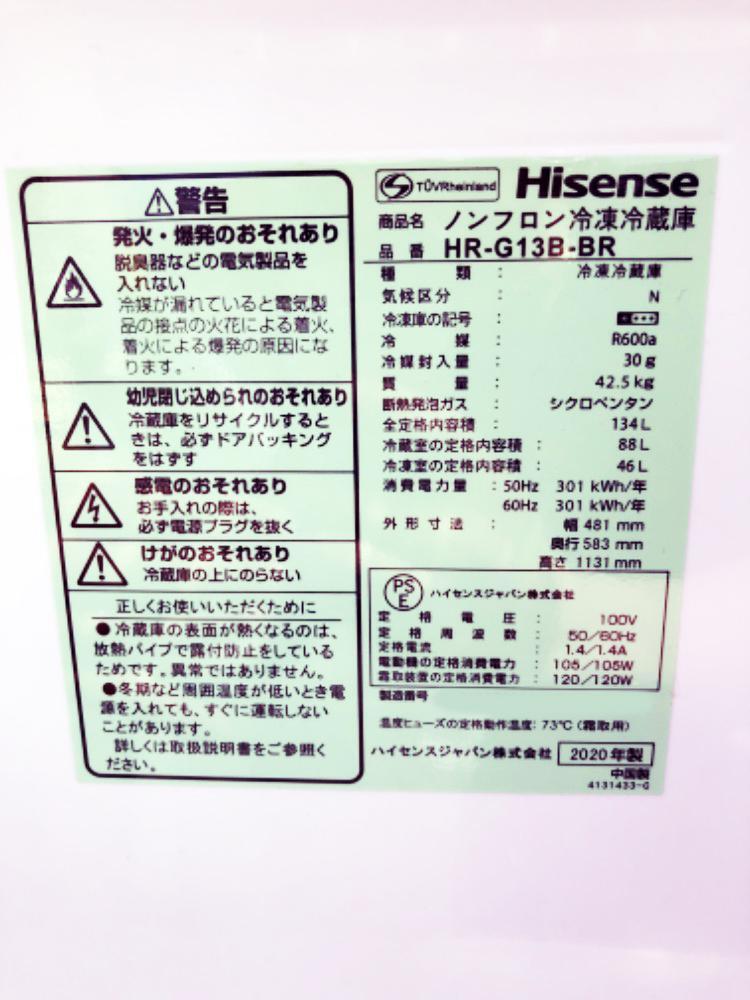 警告
発火・爆発のおそれあり
脱臭器などの電気製品を
入れない
冷媒が漏れていると電気製
品の接点の火花による着火、
着火による爆発の原因にな
ります。
幼児閉じ込められのおそれあり
冷蔵庫をリサイクルすると
きは、必ずドアパッキング
をはずす
感電のおそれあり
お手入れの際は、
必ず電源プラグを抜く
けがのおそれあり
冷蔵庫の上にのらない
正しくお使いいただくために
●冷蔵庫の表面が熱くなるのは、
放熱パイプで露付防止をしている
ためです。異常ではありません。
●冬期など周囲温度が低いとき電
源を入れても、すぐに運転しない
ことがあります。
詳しくは取扱説明書をご参照く
ださい。
TÜVRheinland Hisense
商品名 ノンフロン冷凍冷蔵庫
品番 HR-G13B-BR
種類 : 冷凍冷蔵庫
気候区分 : N
冷凍庫の記号 :
冷媒 : R600a
冷媒封入量 : 30g
質量 : 42.5kg
断熱発泡ガス : シクロペンタン
全定格内容積 : 134L
冷蔵室の定格内容積 : 88L
冷凍室の定格内容積 : 46L
消費電力量 : 50Hz 301 kWh/年
60Hz 301 kWh/年
外形寸法 : 幅 481 mm
奥行 583 mm
高さ 1131 mm
PSE ハイセンスジャパン株式会社
定格電圧 : 100V
定格周波数 : 50/60Hz
定格電流 : 1.4/1.4A
電動機の定格消費電力 : 105/105W
霜取装置の定格消費電力 : 120/120W
製造番号
温度ヒューズの定格動作温度: 73℃ (霜取用)
ハイセンスジャパン株式会社 2020年製
中国製
4131433-G